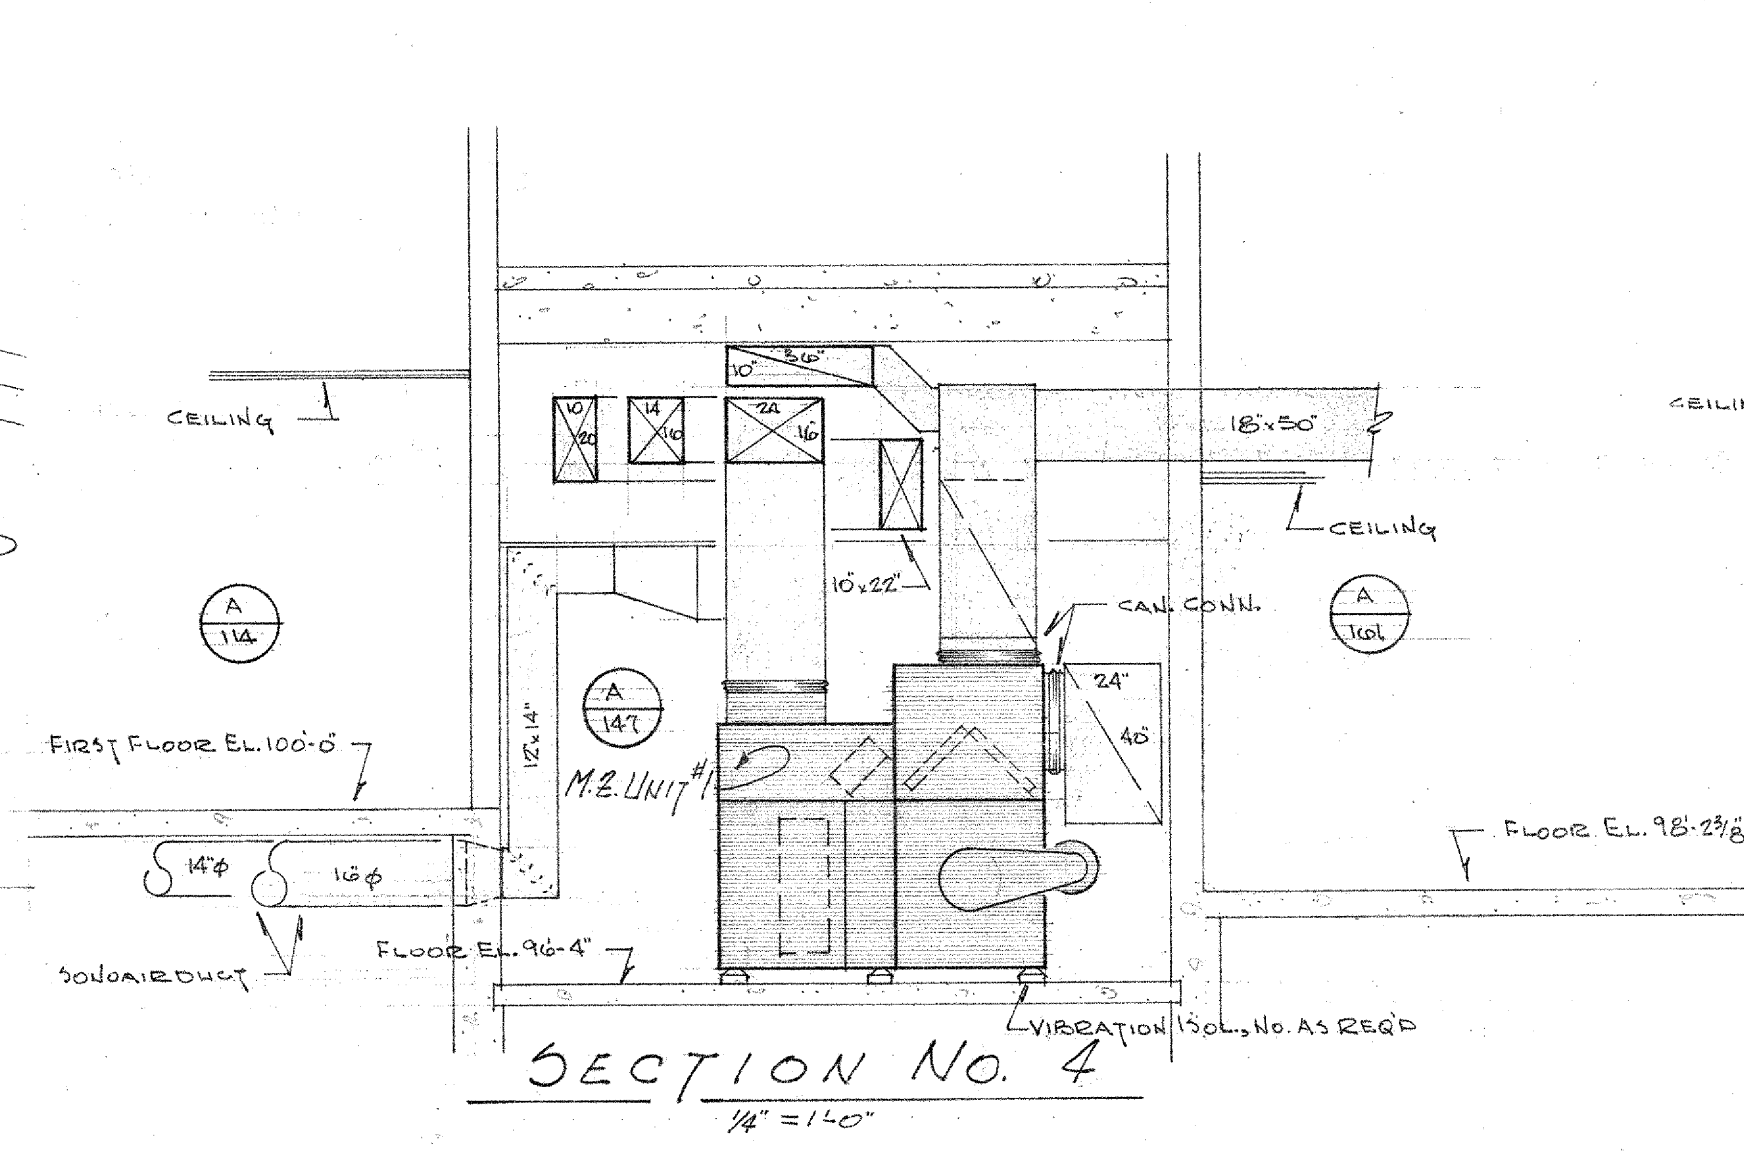 10" 36"
10 20
14 16
24 16"
18"x50"
CEILING
CEILIN
CEILING
10"x22"
CAN. CONN.
A
114
A
147
A
161
24"
40"
12"x14"
FIRST FLOOR EL. 100'-0"
M.Z. UNIT #1
FLOOR EL. 98'-2 3/8"
14"φ
16"φ
FLOOR EL. 96'-4"
SONOAIRDUCT
VIBRATION ISOL., NO. AS REQ'D
SECTION NO. 4
1/4" = 1'-0"